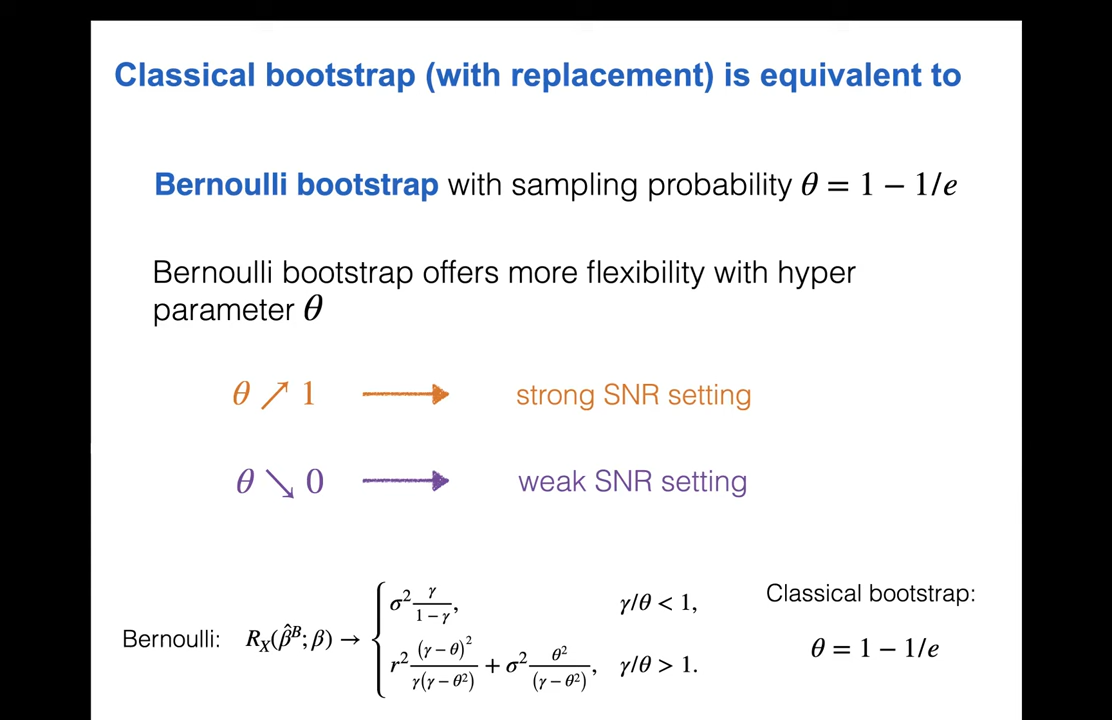 Classical bootstrap (with replacement) is equivalent to
Bernoulli bootstrap with sampling probability θ = 1 − 1/e
Bernoulli bootstrap offers more flexibility with hyper
parameter θ
θ ↗ 1 ⟶ strong SNR setting
θ ↘ 0 ⟶ weak SNR setting
Bernoulli: R_X(β̂^B; β) → { σ² γ/(1 − γ), γ/θ < 1,
r² (γ − θ)²/(γ(γ − θ²)) + σ² θ²/((γ − θ²)), γ/θ > 1.
Classical bootstrap:
θ = 1 − 1/e